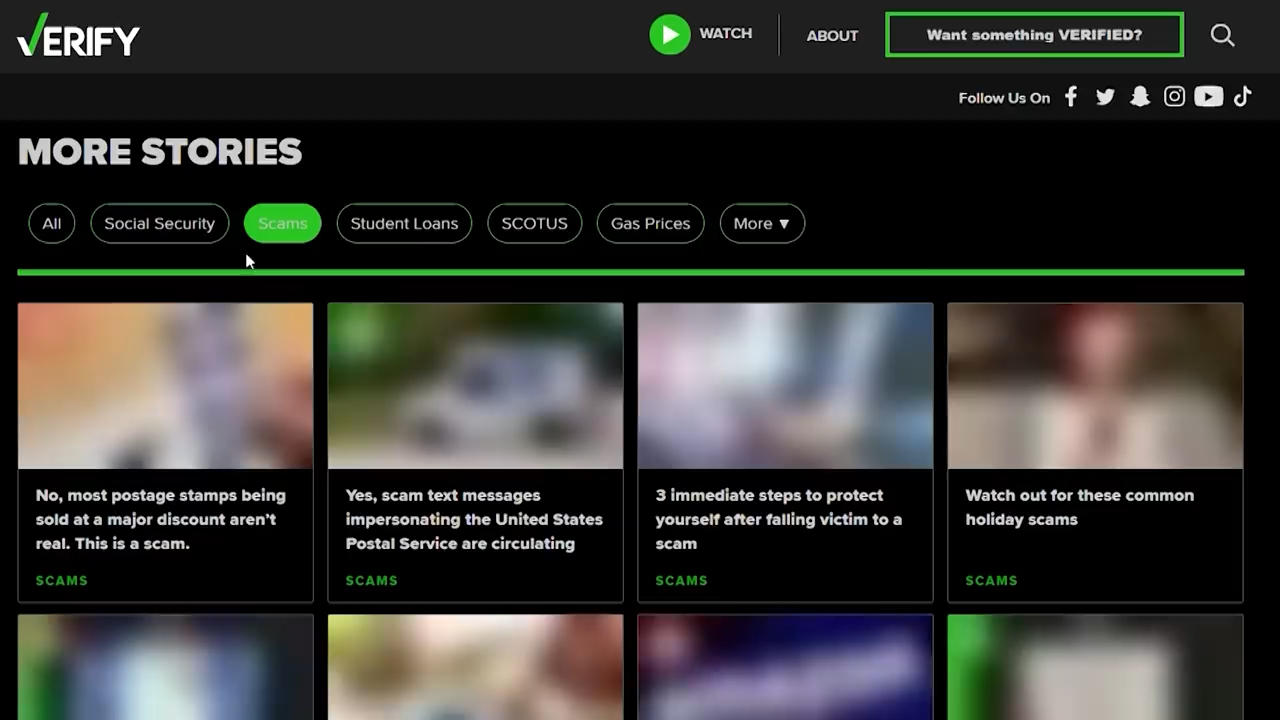 VERIFY
WATCH
ABOUT
Want something VERIFIED?
Follow Us On
MORE STORIES
All
Social Security
Scams
Student Loans
SCOTUS
Gas Prices
More ▼
No, most postage stamps being
sold at a major discount aren't
real. This is a scam.
SCAMS
Yes, scam text messages
impersonating the United States
Postal Service are circulating
SCAMS
3 immediate steps to protect
yourself after falling victim to a
scam
SCAMS
Watch out for these common
holiday scams
SCAMS